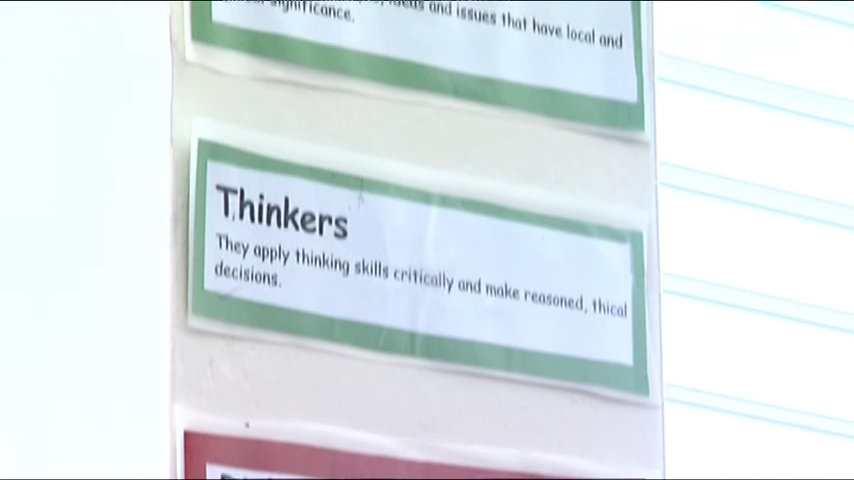 ideas and issues that have local and
significance.
Thinkers
They apply thinking skills critically and make reasoned, thical
decisions.